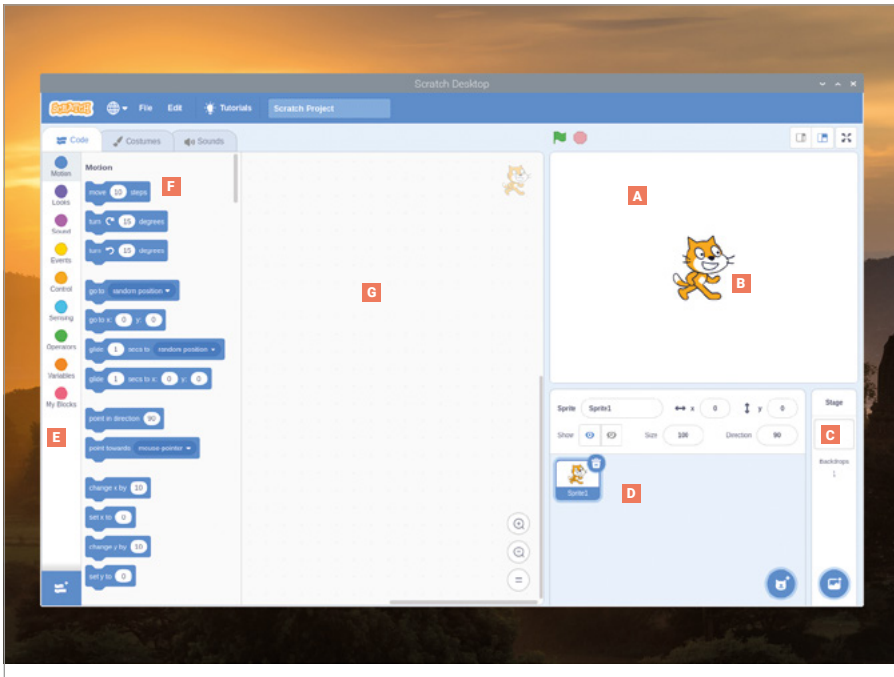 Scratch Desktop
SCRATCH File Edit Tutorials Scratch Project
Code Costumes Sounds
Motion
Looks
Sound
Events
Control
Sensing
Operators
Variables
My Blocks
E
Motion
F
move 10 steps
turn 15 degrees
turn 15 degrees
go to random position
go to x: 0 y: 0
glide 1 secs to random position
glide 1 secs to x: 0 y: 0
point in direction 90
point towards mouse-pointer
change x by 10
set x to 0
change y by 10
set y to 0
G
A
B
Sprite Sprite1 x 0 y 0
Show Size 100 Direction 90
Sprite1
D
Stage
C
Backdrops
1